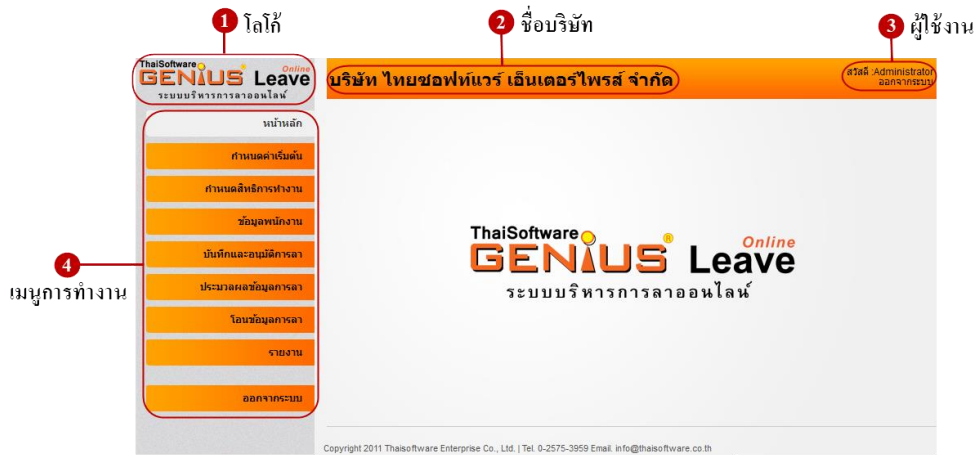 1 โลโก้
2 ชื่อบริษัท
3 ผู้ใช้งาน
ThaiSoftware
GENiUS Leave Online
ระบบบริหารการลาออนไลน์
บริษัท ไทยซอฟท์แวร์ เอ็นเตอร์ไพรส์ จำกัด
สวัสดี :Administrator
ออกจากระบบ
หน้าหลัก
กำหนดค่าเริ่มต้น
กำหนดสิทธิการทำงาน
ข้อมูลพนักงาน
บันทึกและอนุมัติการลา
ประมวลผลข้อมูลการลา
โอนข้อมูลการลา
รายงาน
ออกจากระบบ
4
เมนูการทำงาน
ThaiSoftware
GENiUS® Leave Online
ระบบบริหารการลาออนไลน์
Copyright 2011 Thaisoftware Enterprise Co., Ltd. | Tel. 0-2575-3959 Email. info@thaisoftware.co.th